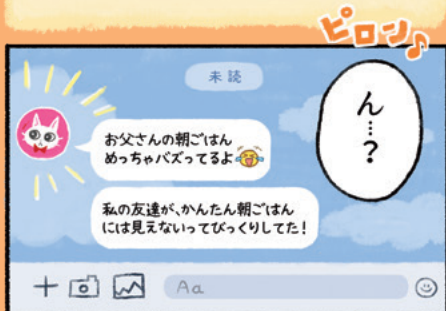 ピロン♪
ん…?
未読
お父さんの朝ごはん
めっちゃバズってるよ😂
私の友達が、かんたん朝ごはん
には見えないってびっくりしてた!
Aa